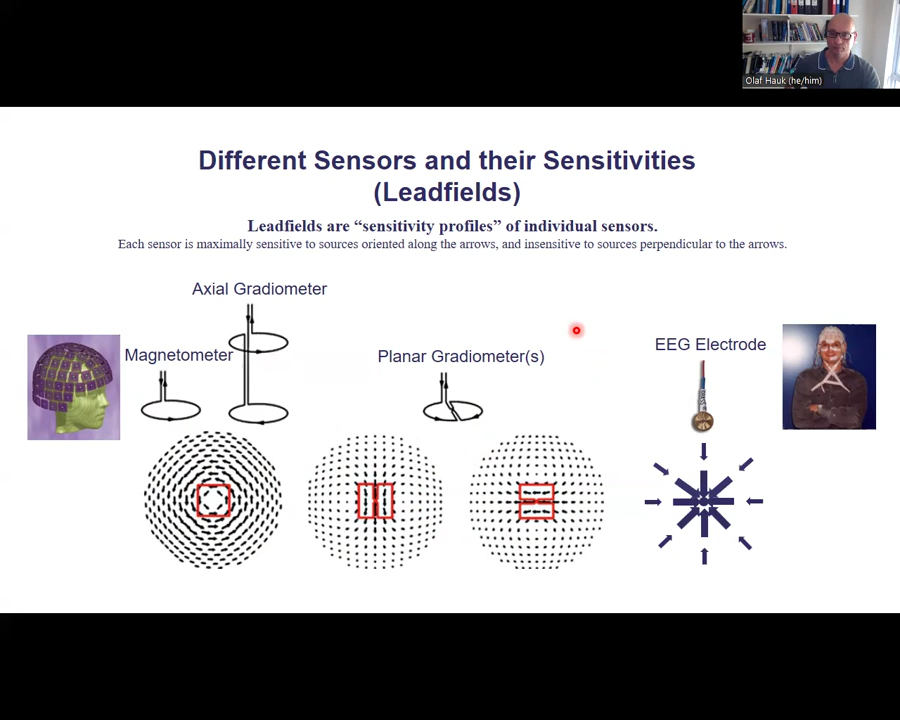 Olaf Hauk (he/him)
Different Sensors and their Sensitivities
(Leadfields)
Leadfields are “sensitivity profiles” of individual sensors.
Each sensor is maximally sensitive to sources oriented along the arrows, and insensitive to sources perpendicular to the arrows.
Axial Gradiometer
Magnetometer
Planar Gradiometer(s)
EEG Electrode